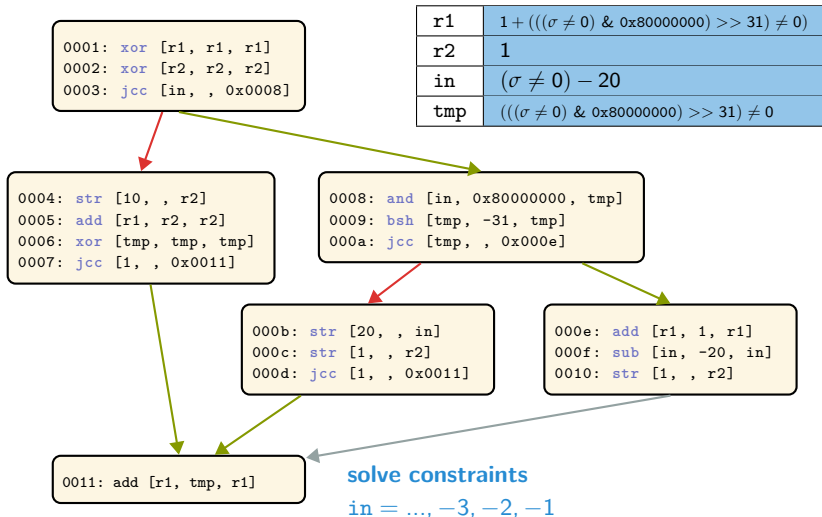 0001: xor [r1, r1, r1]
0002: xor [r2, r2, r2]
0003: jcc [in, , 0x0008]
r1 1 + (((σ ≠ 0) & 0x80000000) >> 31) ≠ 0)
r2 1
in (σ ≠ 0) − 20
tmp (((σ ≠ 0) & 0x80000000) >> 31) ≠ 0
0004: str [10, , r2]
0005: add [r1, r2, r2]
0006: xor [tmp, tmp, tmp]
0007: jcc [1, , 0x0011]
0008: and [in, 0x80000000, tmp]
0009: bsh [tmp, -31, tmp]
000a: jcc [tmp, , 0x000e]
000b: str [20, , in]
000c: str [1, , r2]
000d: jcc [1, , 0x0011]
000e: add [r1, 1, r1]
000f: sub [in, -20, in]
0010: str [1, , r2]
0011: add [r1, tmp, r1]
solve constraints
in = ..., −3, −2, −1